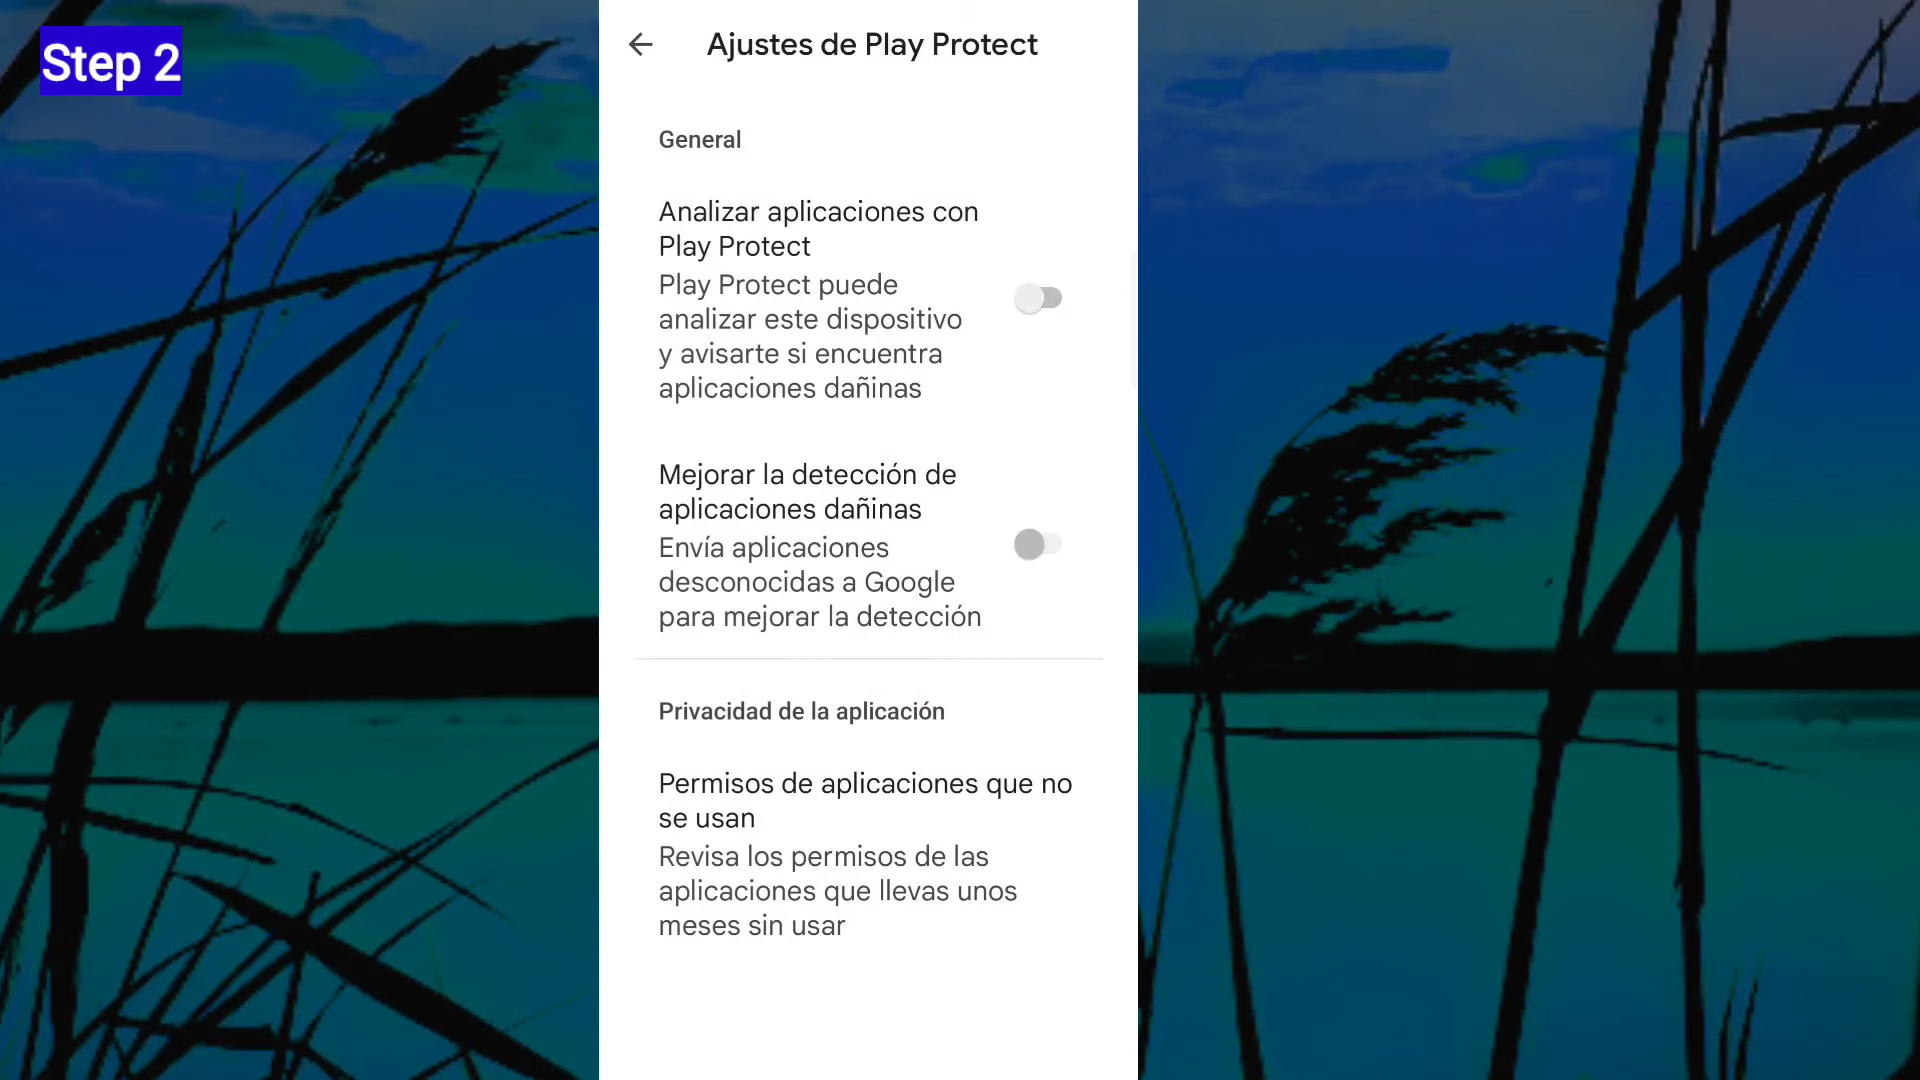 Step 2
Ajustes de Play Protect
General
Analizar aplicaciones con
Play Protect
Play Protect puede
analizar este dispositivo
y avisarte si encuentra
aplicaciones dañinas
Mejorar la detección de
aplicaciones dañinas
Envía aplicaciones
desconocidas a Google
para mejorar la detección
Privacidad de la aplicación
Permisos de aplicaciones que no
se usan
Revisa los permisos de las
aplicaciones que llevas unos
meses sin usar